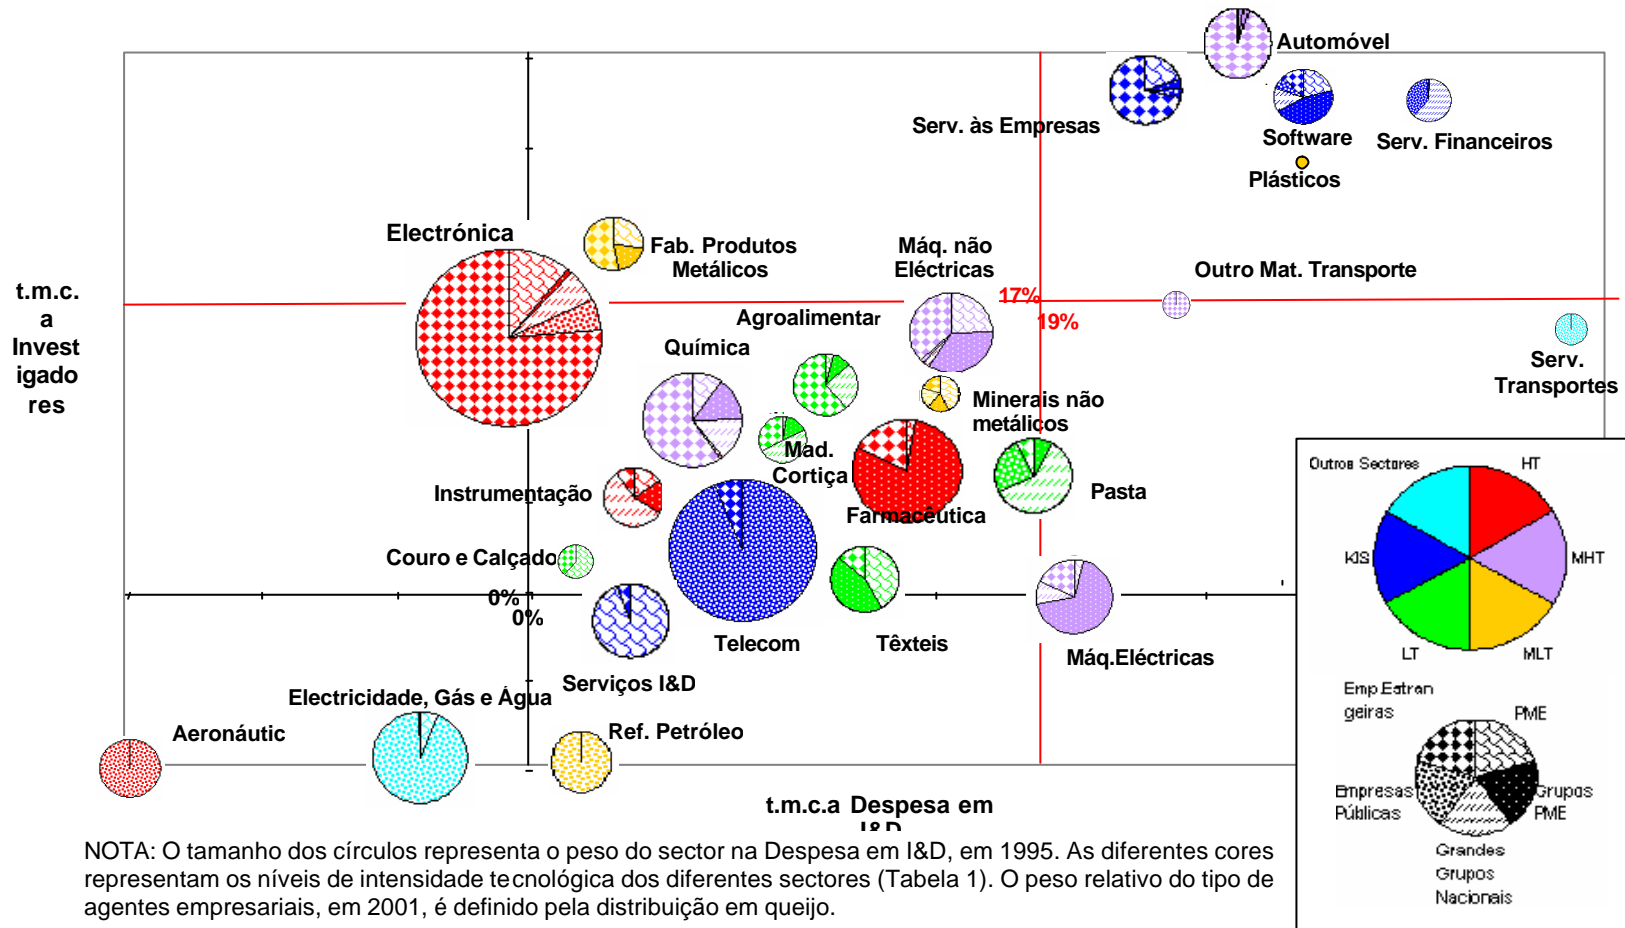 Automóvel
Serv. às Empresas
Software
Serv. Financeiros
Plásticos
Electrónica
Fab. Produtos
Metálicos
Máq. não
Eléctricas
Outro Mat. Transporte
t.m.c.
a
Invest
igado
res
17%
19%
Agroalimentar
Química
Serv.
Transportes
Minerais não
metálicos
Mad.
Cortiça
Instrumentação
Pasta
Farmacêutica
Couro e Calçado
0%
0%
Telecom
Têxteis
Máq.Eléctricas
Serviços I&D
Electricidade, Gás e Água
Aeronáutic
Ref. Petróleo
t.m.c.a Despesa em
I&D
Outros Sectores
HT
KIS
MHT
LT
MLT
Emp.Estran
geiras
PME
Empresas
Públicas
Grupos
PME
Grandes
Grupos
Nacionais
NOTA: O tamanho dos círculos representa o peso do sector na Despesa em I&D, em 1995. As diferentes cores
representam os níveis de intensidade tecnológica dos diferentes sectores (Tabela 1). O peso relativo do tipo de
agentes empresariais, em 2001, é definido pela distribuição em queijo.